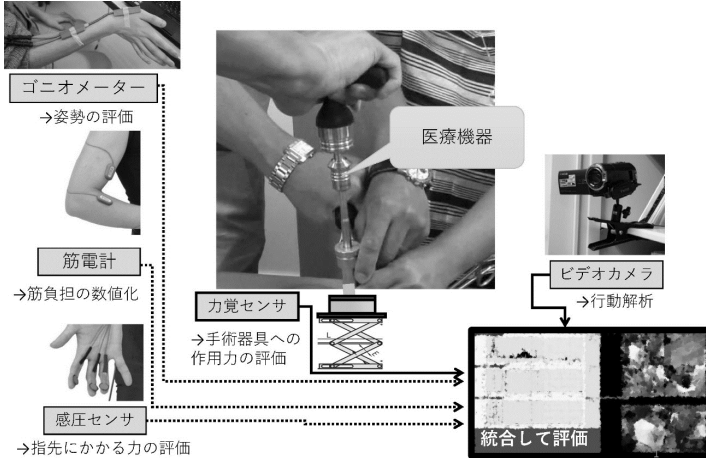 ゴニオメーター
→姿勢の評価
医療機器
筋電計
→筋負担の数値化
力覚センサ
→手術器具への
作用力の評価
ビデオカメラ
→行動解析
感圧センサ
→指先にかかる力の評価
統合して評価